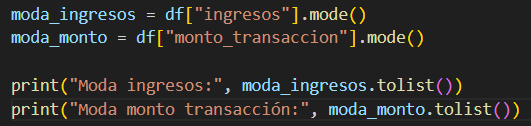 moda_ingresos = df["ingresos"].mode()
moda_monto = df["monto_transaccion"].mode()
print("Moda ingresos:", moda_ingresos.tolist())
print("Moda monto transacción:", moda_monto.tolist())